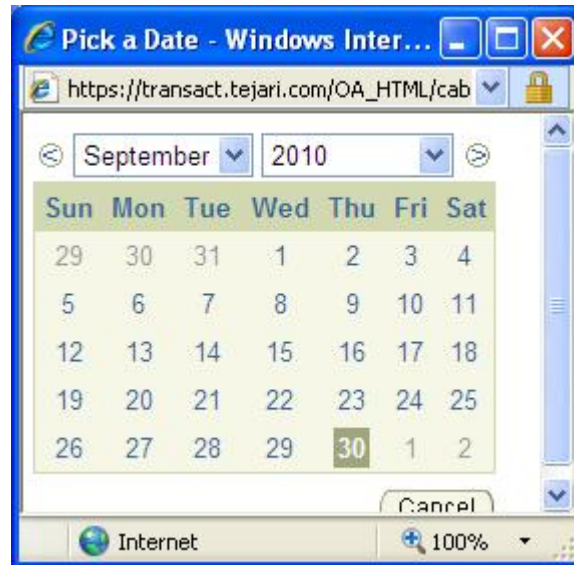 Pick a Date - Windows Inter...
https://transact.tejari.com/OA_HTML/cab
September 2010
Sun Mon Tue Wed Thu Fri Sat
29 30 31 1 2 3 4
5 6 7 8 9 10 11
12 13 14 15 16 17 18
19 20 21 22 23 24 25
26 27 28 29 30 1 2
Cancel
Internet 100%